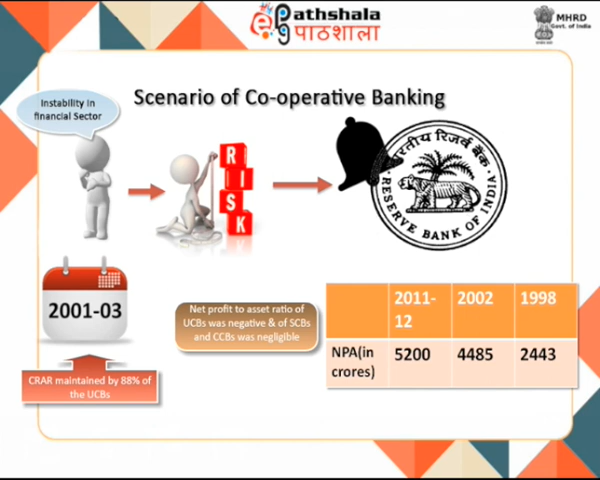 e Pathshala
पाठशाला
MHRD
Govt. of India
Scenario of Co-operative Banking
Instability in
financial Sector
R
I
S
K
भारतीय रिज़र्व बैंक
RESERVE BANK OF INDIA
2001-03
CRAR maintained by 88% of
the UCBs
Net profit to asset ratio of
UCBs was negative & of SCBs
and CCBs was negligible
2011-12 2002 1998
NPA(in crores) 5200 4485 2443